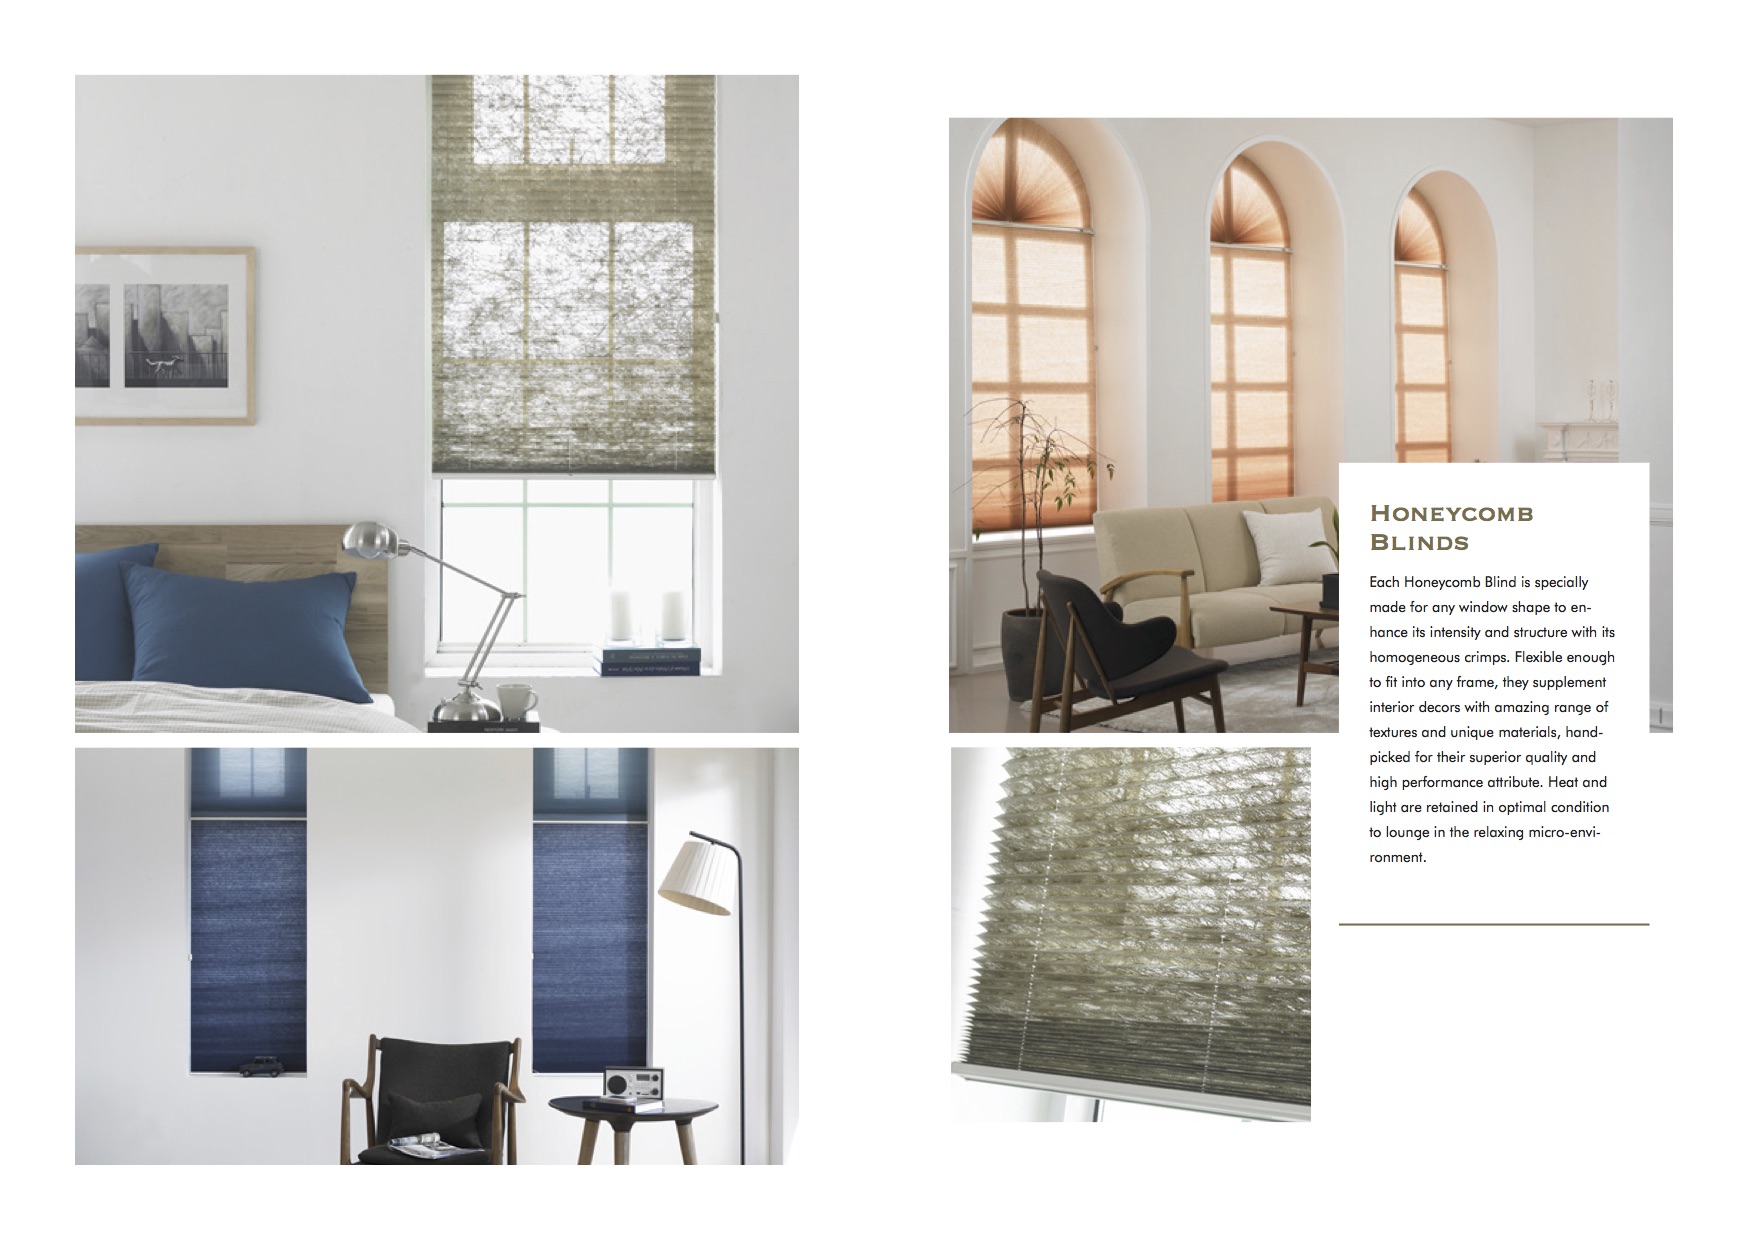 HONEYCOMB
BLINDS
Each Honeycomb Blind is specially
made for any window shape to en-
hance its intensity and structure with its
homogeneous crimps. Flexible enough
to fit into any frame, they supplement
interior decors with amazing range of
textures and unique materials, hand-
picked for their superior quality and
high performance attribute. Heat and
light are retained in optimal condition
to lounge in the relaxing micro-envi-
ronment.